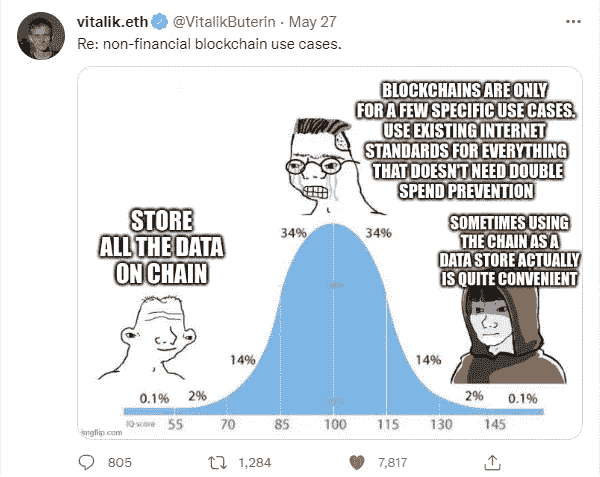 vitalik.eth @VitalikButerin · May 27
Re: non-financial blockchain use cases.
BLOCKCHAINS ARE ONLY
FOR A FEW SPECIFIC USE CASES.
USE EXISTING INTERNET
STANDARDS FOR EVERYTHING
THAT DOESN'T NEED DOUBLE
SPEND PREVENTION
STORE
ALL THE DATA
ON CHAIN
SOMETIMES USING
THE CHAIN AS A
DATA STORE ACTUALLY
IS QUITE CONVENIENT
34% 34%
14% 14%
0.1% 2% 2% 0.1%
IQ score 55 70 85 100 115 130 145
imgflip.com
805 1,284 7,817